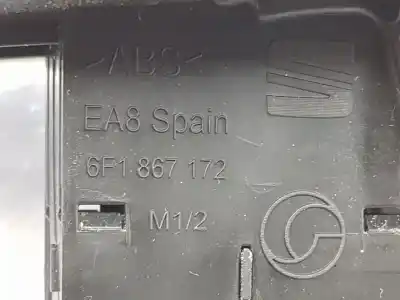 >ABS<
EA8 Spain
6F1 867 172
M1/2